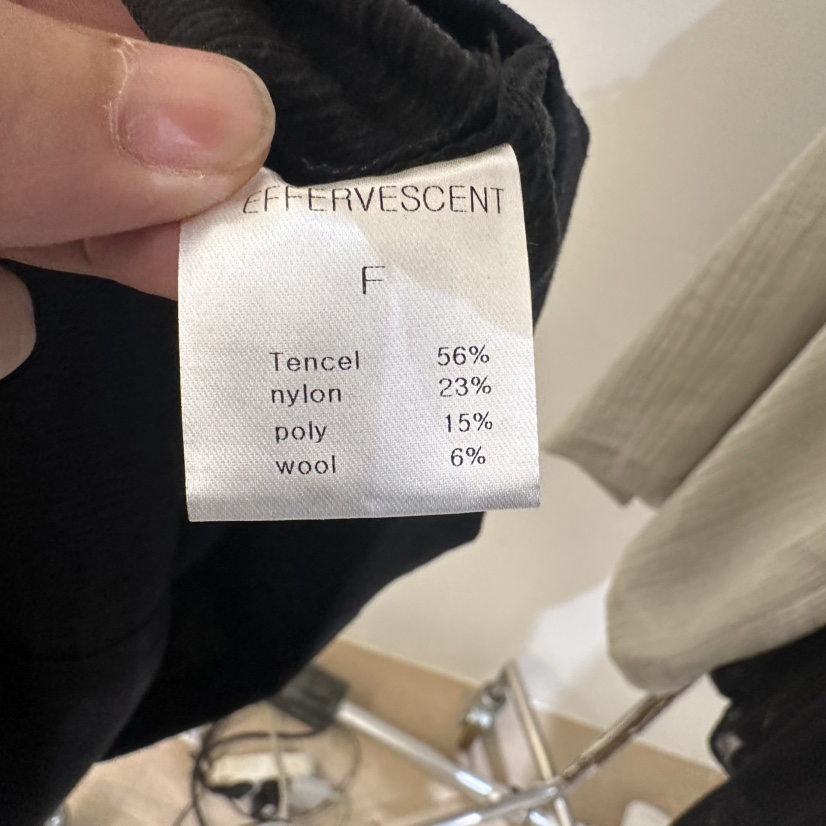 EFFERVESCENT
F
Tencel 56%
nylon 23%
poly 15%
wool 6%